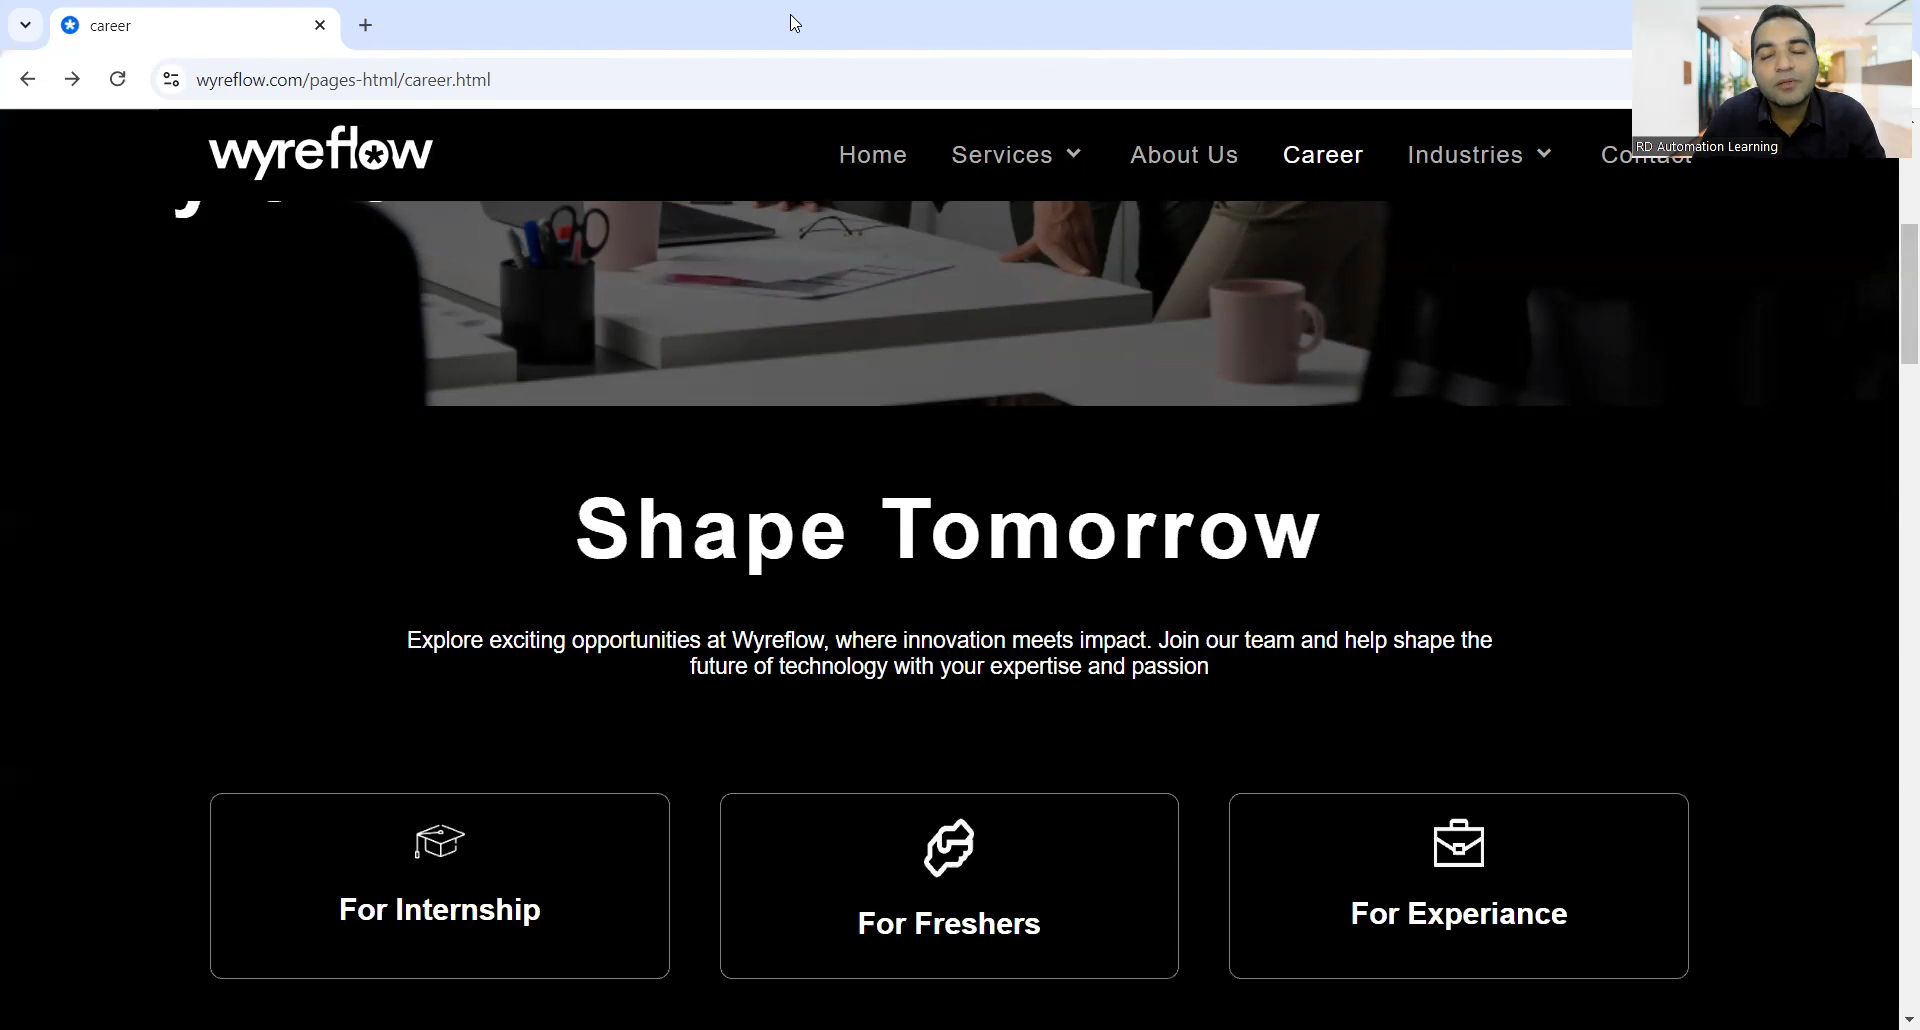 career
wyreflow.com/pages-html/career.html
wyreflow
Home
Services
About Us
Career
Industries
Contact
RD Automation Learning
Shape Tomorrow
Explore exciting opportunities at Wyreflow, where innovation meets impact. Join our team and help shape the
future of technology with your expertise and passion
For Internship
For Freshers
For Experiance